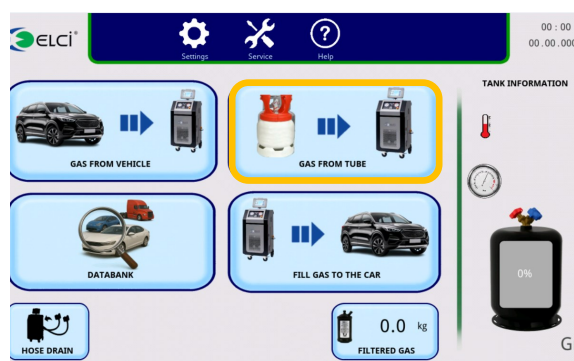 ELCi®
Settings
Service
Help
00 : 00
00.00.000
TANK INFORMATION
GAS FROM VEHICLE
GAS FROM TUBE
DATABANK
FILL GAS TO THE CAR
0%
HOSE DRAIN
0.0 kg
FILTERED GAS
G